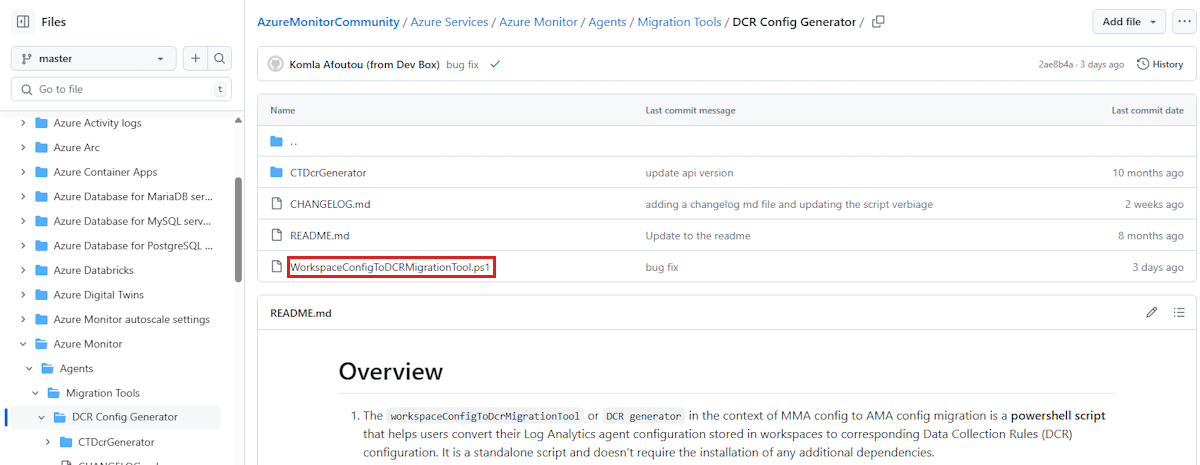 Files
master
Go to file
t
Azure Activity logs
Azure Arc
Azure Container Apps
Azure Database for MariaDB ser...
Azure Database for MySQL serv...
Azure Database for PostgreSQL ...
Azure Databricks
Azure Digital Twins
Azure Monitor autoscale settings
Azure Monitor
Agents
Migration Tools
DCR Config Generator
CTDcrGenerator
AzureMonitorCommunity / Azure Services / Azure Monitor / Agents / Migration Tools / DCR Config Generator /
Add file
Komla Afoutou (from Dev Box) bug fix
2ae8b4a · 3 days ago History
Name Last commit message Last commit date
..
CTDcrGenerator update api version 10 months ago
CHANGELOG.md adding a changelog md file and updating the script verbiage 2 weeks ago
README.md Update to the readme 8 months ago
WorkspaceConfigToDCRMigrationTool.ps1 bug fix 3 days ago
README.md
Overview
1. The workspaceConfigToDcrMigrationTool or DCR generator in the context of MMA config to AMA config migration is a powershell script
that helps users convert their Log Analytics agent configuration stored in workspaces to corresponding Data Collection Rules (DCR)
configuration. It is a standalone script and doesn't require the installation of any additional dependencies.